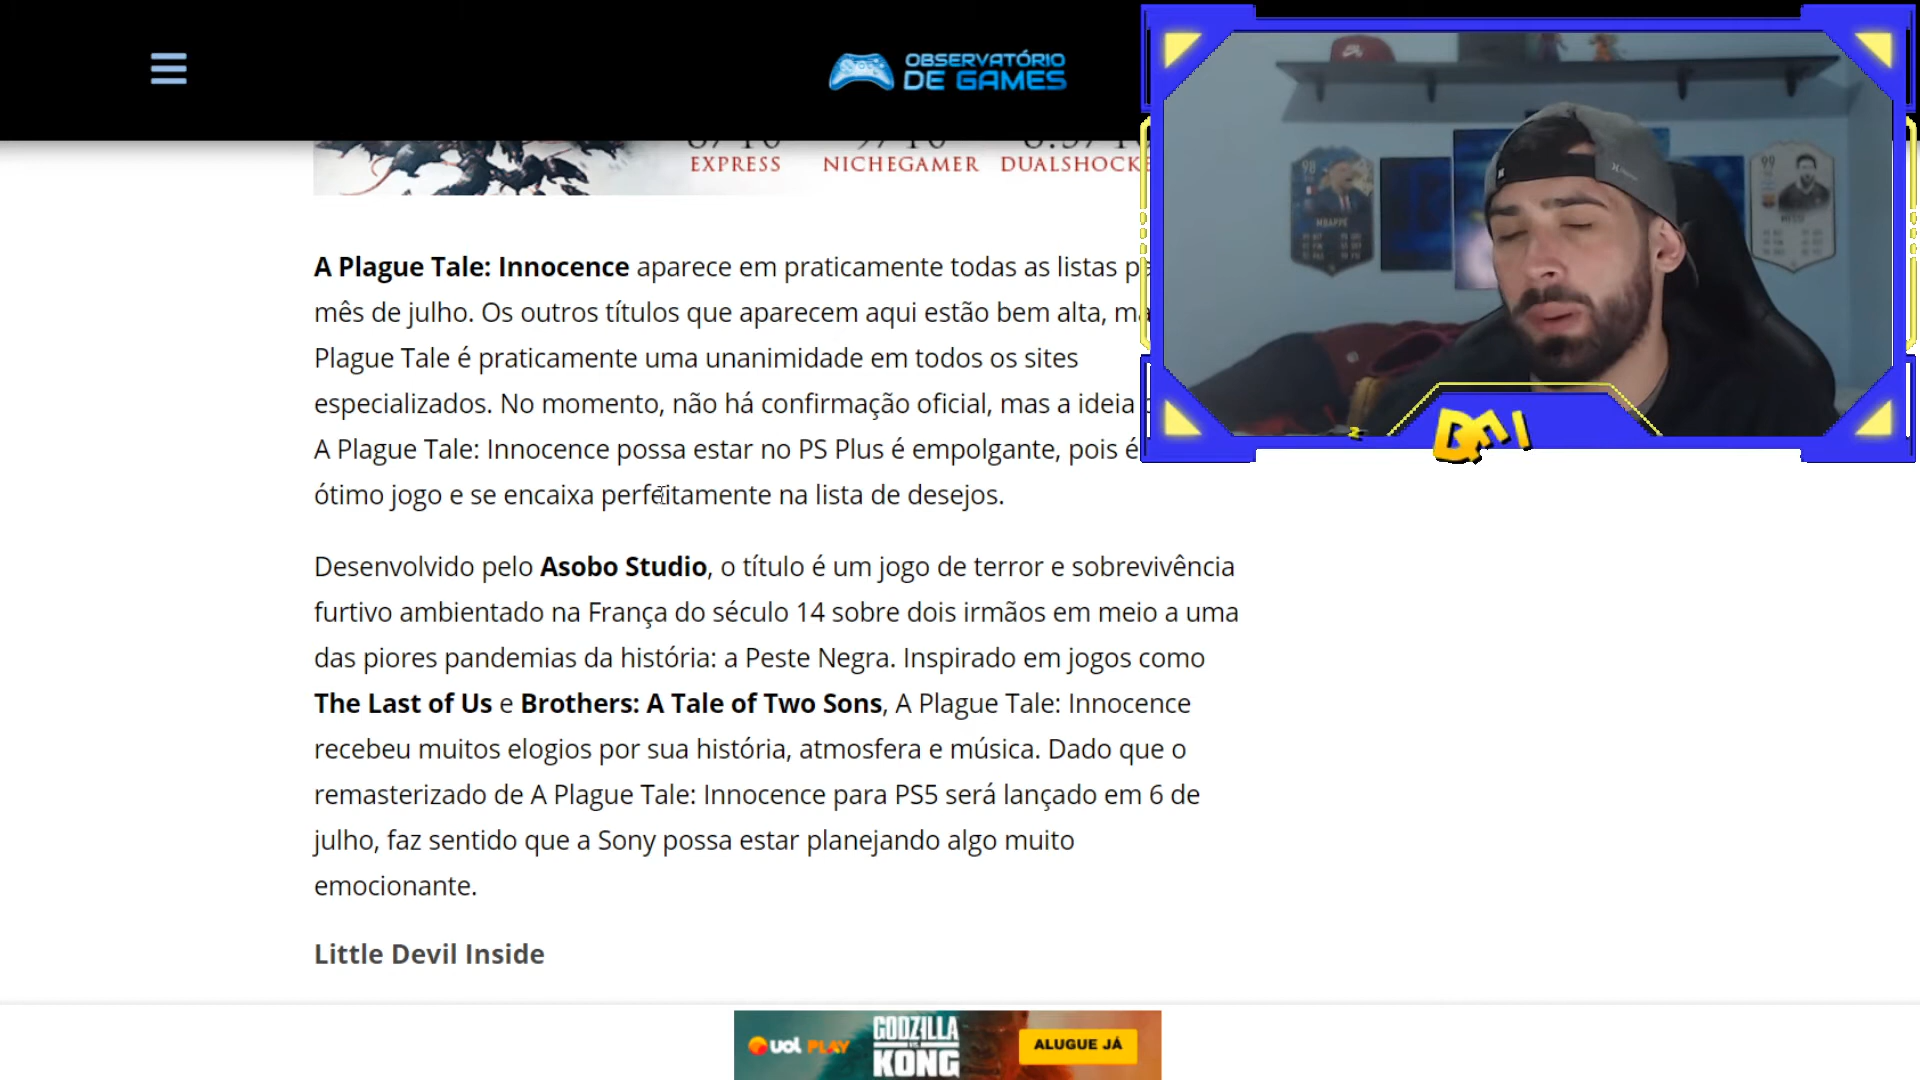 OBSERVATÓRIO
DE GAMES
EXPRESS NICHEGAMER
A Plague Tale: Innocence aparece em praticamente todas as listas
mês de julho. Os outros títulos que aparecem aqui estão bem alta,
Plague Tale é praticamente uma unanimidade em todos os sites
especializados. No momento, não há confirmação oficial, mas a ideia
A Plague Tale: Innocence possa estar no PS Plus é empolgante, pois é
ótimo jogo e se encaixa perfeitamente na lista de desejos.
Desenvolvido pelo Asobo Studio, o título é um jogo de terror e sobrevivência
furtivo ambientado na França do século 14 sobre dois irmãos em meio a uma
das piores pandemias da história: a Peste Negra. Inspirado em jogos como
The Last of Us e Brothers: A Tale of Two Sons, A Plague Tale: Innocence
recebeu muitos elogios por sua história, atmosfera e música. Dado que o
remasterizado de A Plague Tale: Innocence para PS5 será lançado em 6 de
julho, faz sentido que a Sony possa estar planejando algo muito
emocionante.
Little Devil Inside
UOL PLAY
GODZILLA
KONG
ALUGUE JÁ
98
MBAPPÉ
99
MESSI